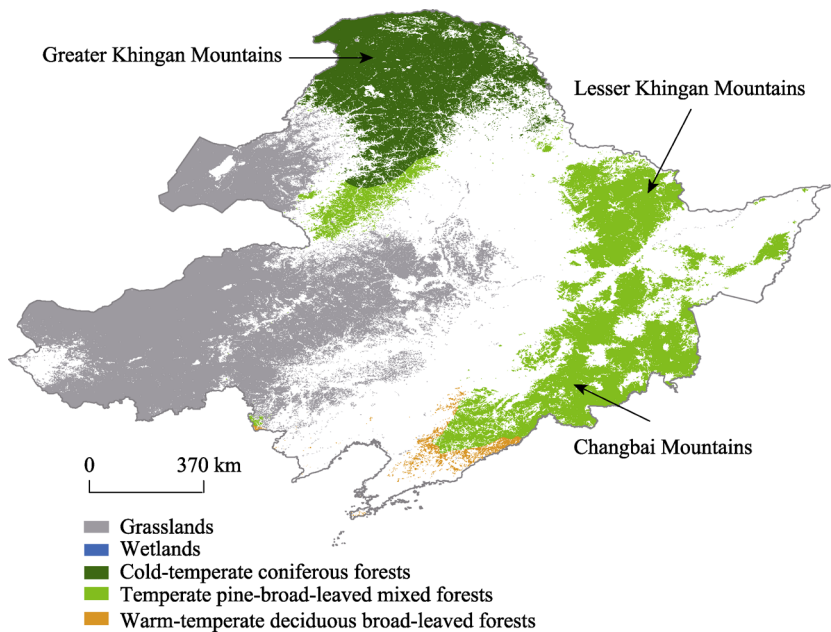 Greater Khingan Mountains
Lesser Khingan Mountains
Changbai Mountains
0 370 km
Grasslands
Wetlands
Cold-temperate coniferous forests
Temperate pine-broad-leaved mixed forests
Warm-temperate deciduous broad-leaved forests